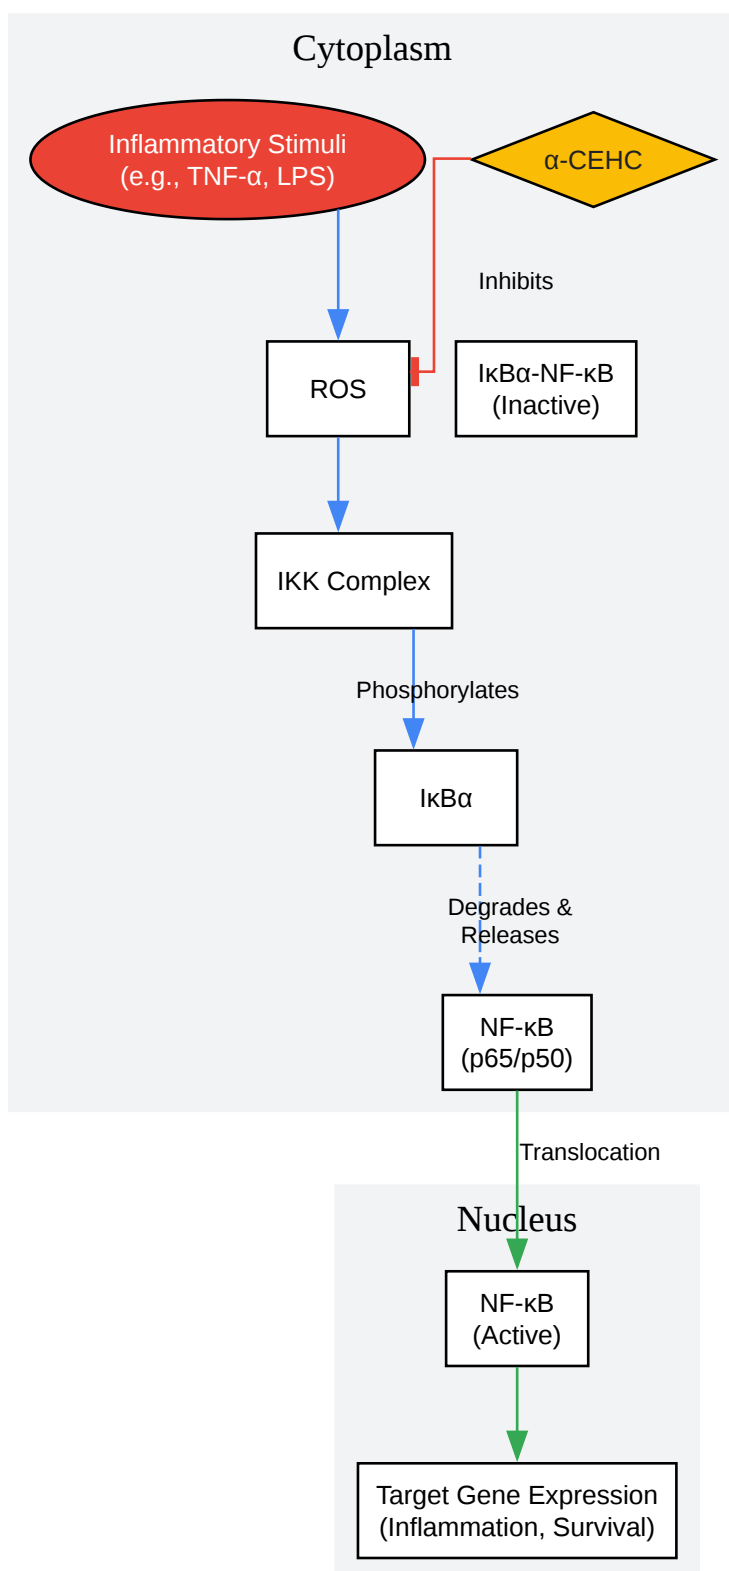 Cytoplasm
Inflammatory Stimuli
(e.g., TNF-α, LPS)
α-CEHC
Inhibits
ROS
IκBα-NF-κB
(Inactive)
IKK Complex
Phosphorylates
IκBα
Degrades &
Releases
NF-κB
(p65/p50)
Translocation
Nucleus
NF-κB
(Active)
Target Gene Expression
(Inflammation, Survival)